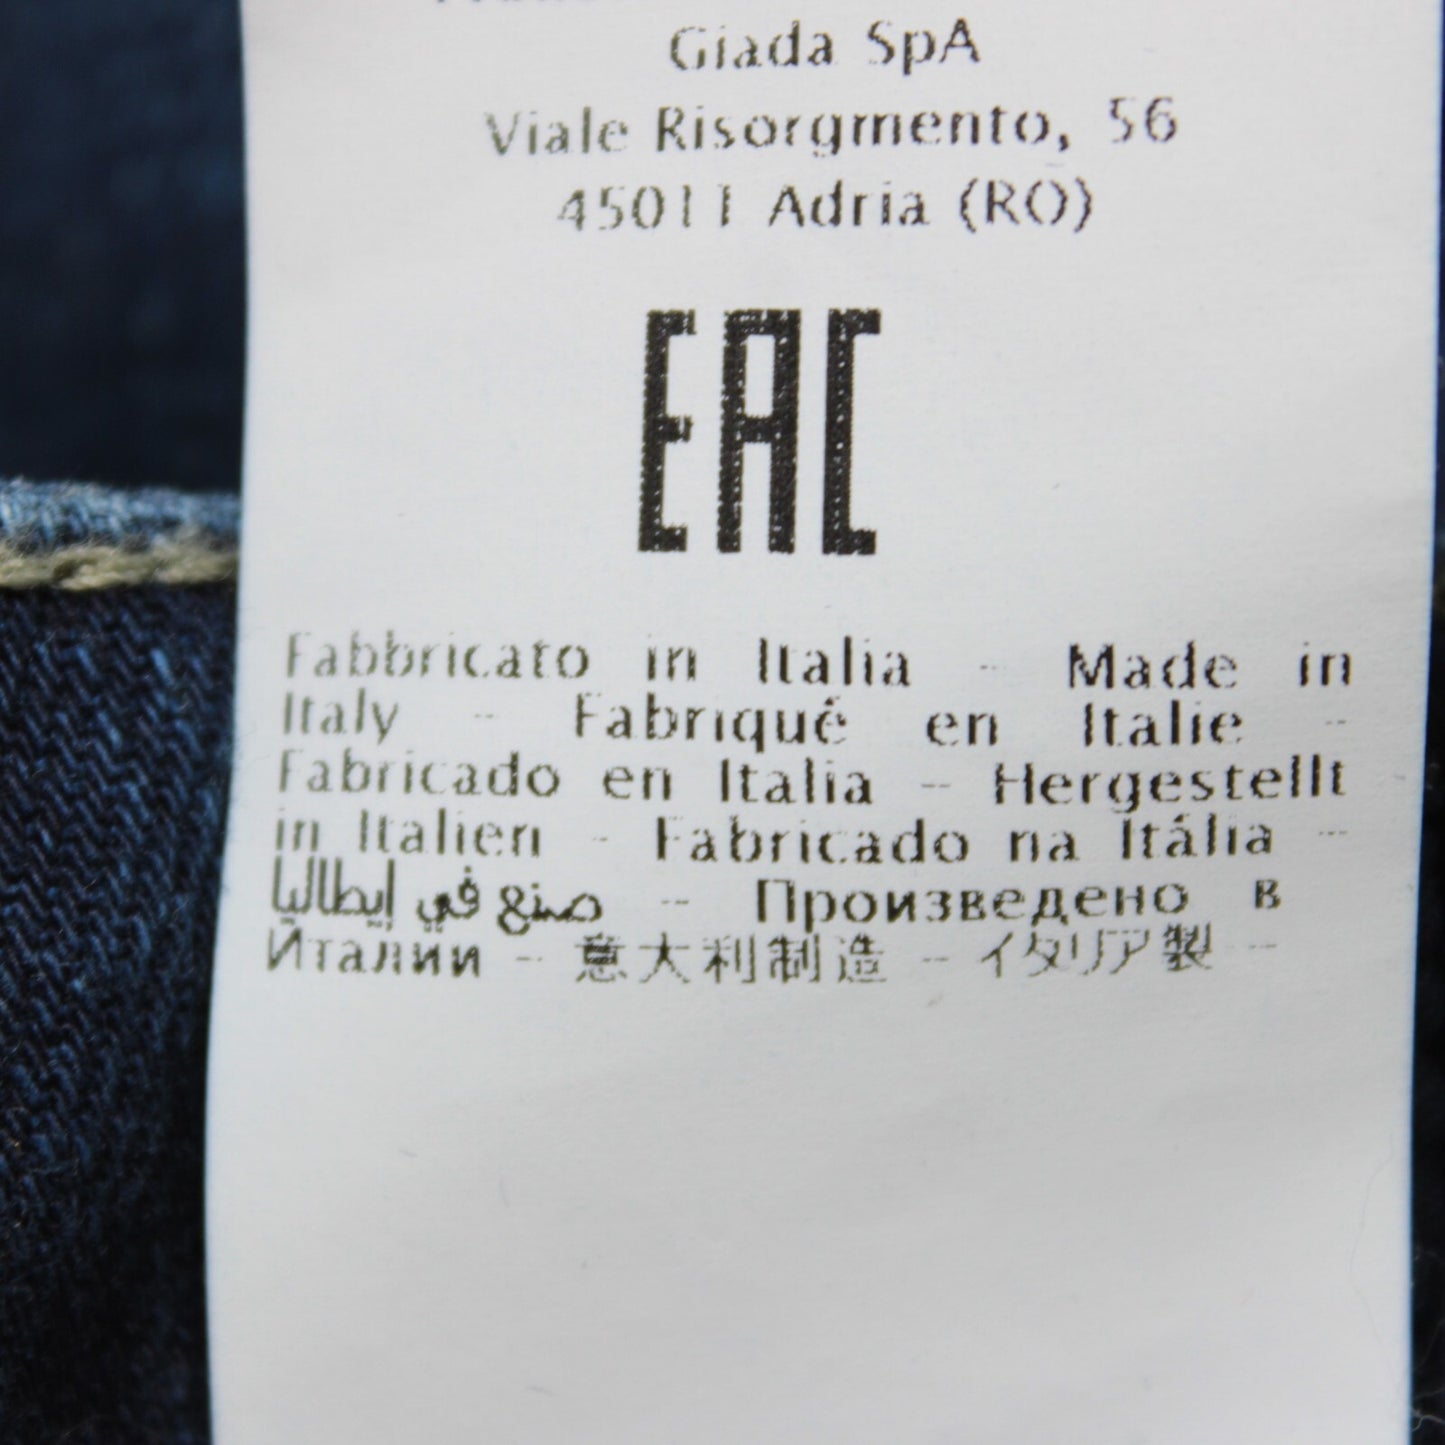 Giada SpA
Viale Risorgmento, 56
45011 Adria (RO)
EAC
Fabbricato in Italia - Made in
Italy - Fabriqué en Italie -
Fabricado en Italia - Hergestellt
in Italien - Fabricado na Itália -
صنع في إيطاليا - Произведено в
Италии - 意大利制造 - イタリア製 -